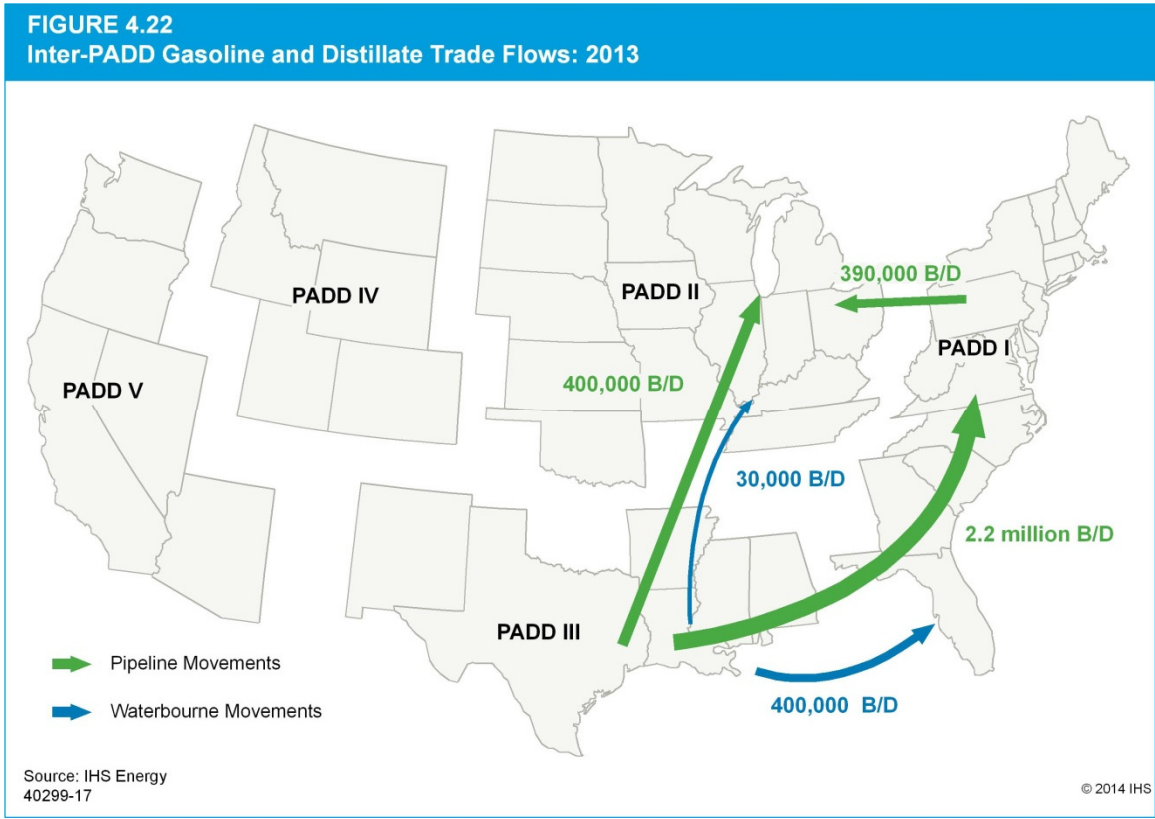 FIGURE 4.22
Inter-PADD Gasoline and Distillate Trade Flows: 2013
390,000 B/D
PADD II
PADD IV
PADD I
PADD V
400,000 B/D
30,000 B/D
2.2 million B/D
PADD III
Pipeline Movements
400,000 B/D
Waterbourne Movements
Source: IHS Energy
40299-17
© 2014 IHS